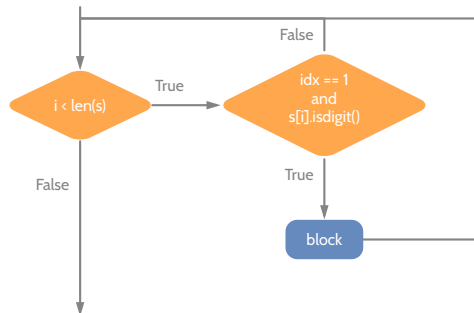 False
True
i < len(s)
idx == 1
and
s[i].isdigit()
False
True
block